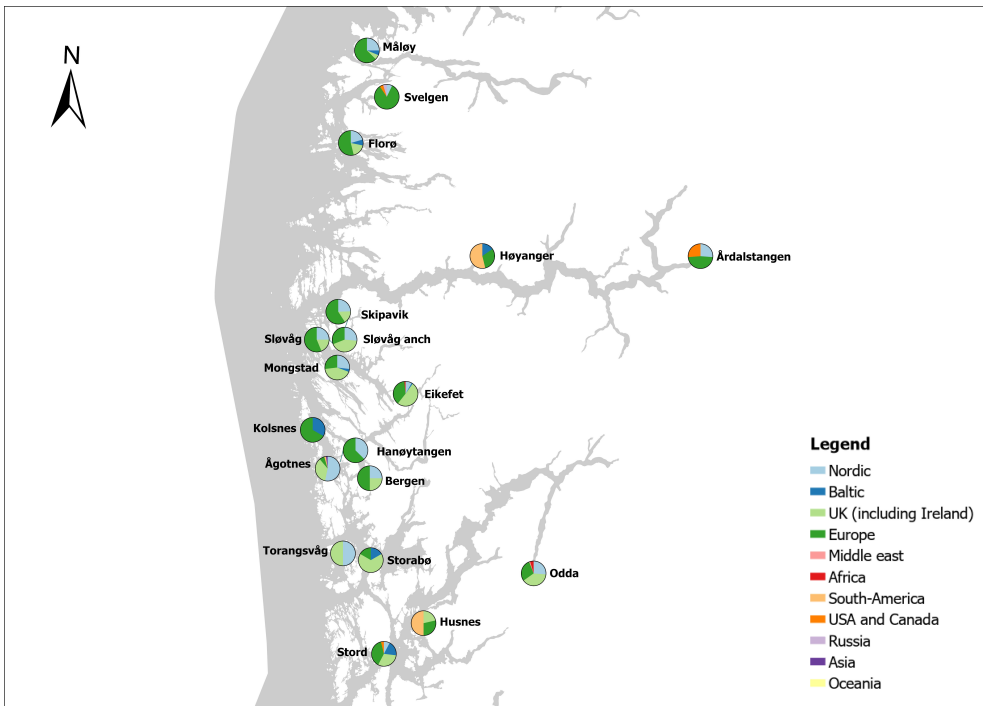 N
Måløy
Svelgen
Florø
Høyanger
Årdalstangen
Skipavik
Sløvåg
Sløvåg anch
Mongstad
Eikefet
Kolsnes
Hanøytangen
Ågotnes
Bergen
Torangsvåg
Storabø
Odda
Husnes
Stord
Legend
Nordic
Baltic
UK (including Ireland)
Europe
Middle east
Africa
South-America
USA and Canada
Russia
Asia
Oceania